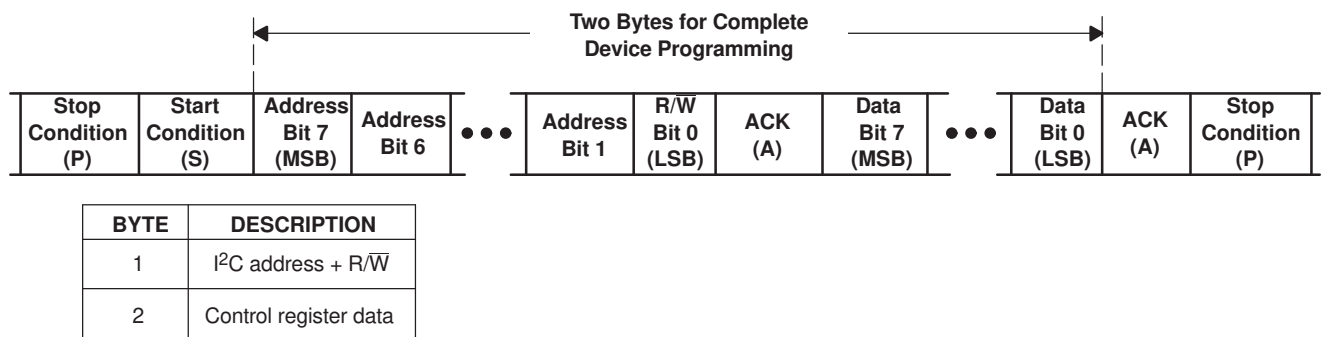 Two Bytes for Complete
Device Programming
Stop Condition (P)
Start Condition (S)
Address Bit 7 (MSB)
Address Bit 6
•••
Address Bit 1
R/W̅ Bit 0 (LSB)
ACK (A)
Data Bit 7 (MSB)
•••
Data Bit 0 (LSB)
ACK (A)
Stop Condition (P)
BYTE DESCRIPTION
1 I²C address + R/W̅
2 Control register data